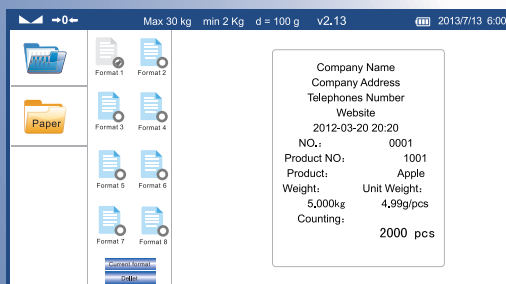 →0← Max 30 kg min 2 Kg d = 100 g v2.13 2013/7/13 6:00
Paper
Format 1 Format 2
Format 3 Format 4
Format 5 Format 6
Format 7 Format 8
Current format
Dellet
Company Name
Company Address
Telephones Number
Website
2012-03-20 20:20
NO.: 0001
Product NO: 1001
Product: Apple
Weight: Unit Weight:
5.000kg 4.99g/pcs
Counting:
2000 pcs